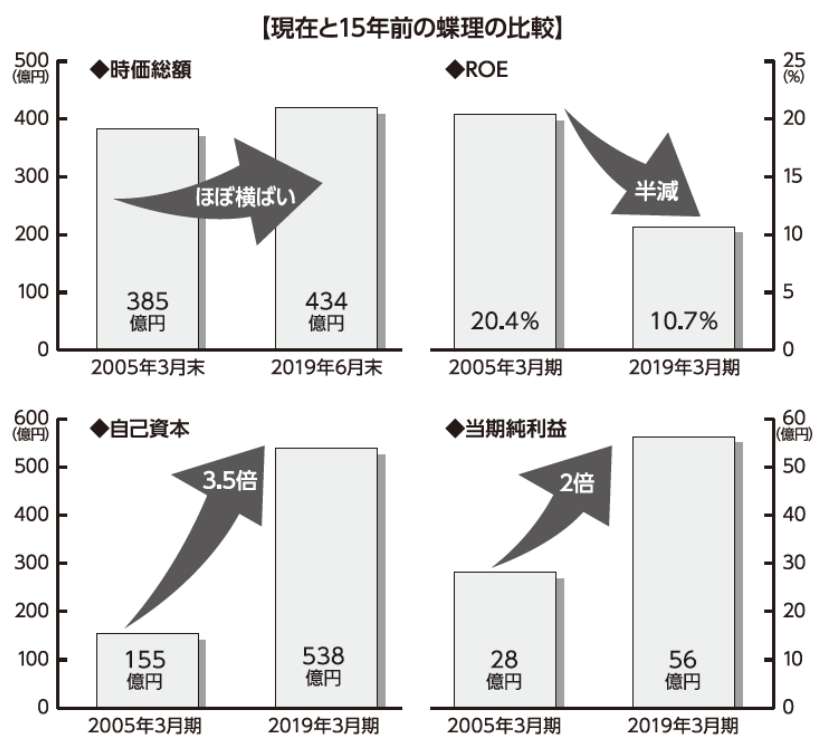 【現在と15年前の蝶理の比較】
◆時価総額
500
(億円)
400
300
200
100
0
ほぼ横ばい
385
億円
434
億円
2005年3月末
2019年6月末
◆ROE
25
(%)
20
15
10
5
0
半減
20.4%
10.7%
2005年3月期
2019年3月期
◆自己資本
600
(億円)
500
400
300
200
100
0
3.5倍
155
億円
538
億円
2005年3月期
2019年3月期
◆当期純利益
60
(億円)
50
40
30
20
10
0
2倍
28
億円
56
億円
2005年3月期
2019年3月期